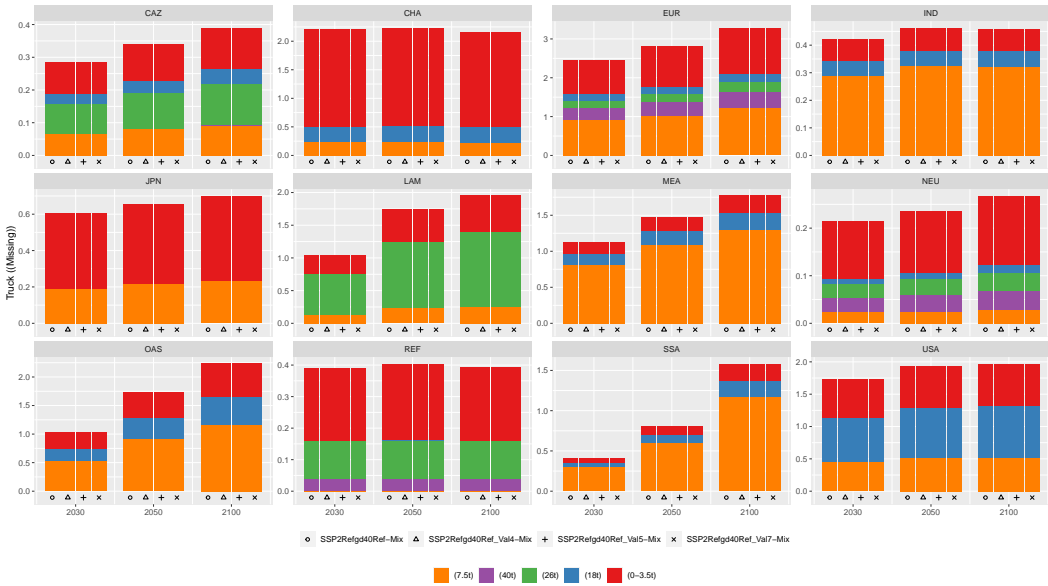 CAZ CHA EUR IND
0.4 0.3 0.2 0.1 0.0
2.0 1.5 1.0 0.5 0.0
3 2 1 0
0.4 0.3 0.2 0.1 0.0
JPN LAM MEA NEU
0.6 0.4 0.2 0.0
2.0 1.5 1.0 0.5 0.0
1.5 1.0 0.5 0.0
0.2 0.1 0.0
Truck ((Missing))
OAS REF SSA USA
2.0 1.5 1.0 0.5 0.0
0.4 0.3 0.2 0.1 0.0
1.5 1.0 0.5 0.0
2.0 1.5 1.0 0.5 0.0
2030 2050 2100 2030 2050 2100 2030 2050 2100 2030 2050 2100
SSP2Refgd40Ref-Mix SSP2Refgd40Ref_Val4-Mix SSP2Refgd40Ref_Val5-Mix SSP2Refgd40Ref_Val7-Mix
(7.5t) (40t) (26t) (18t) (0-3.5t)